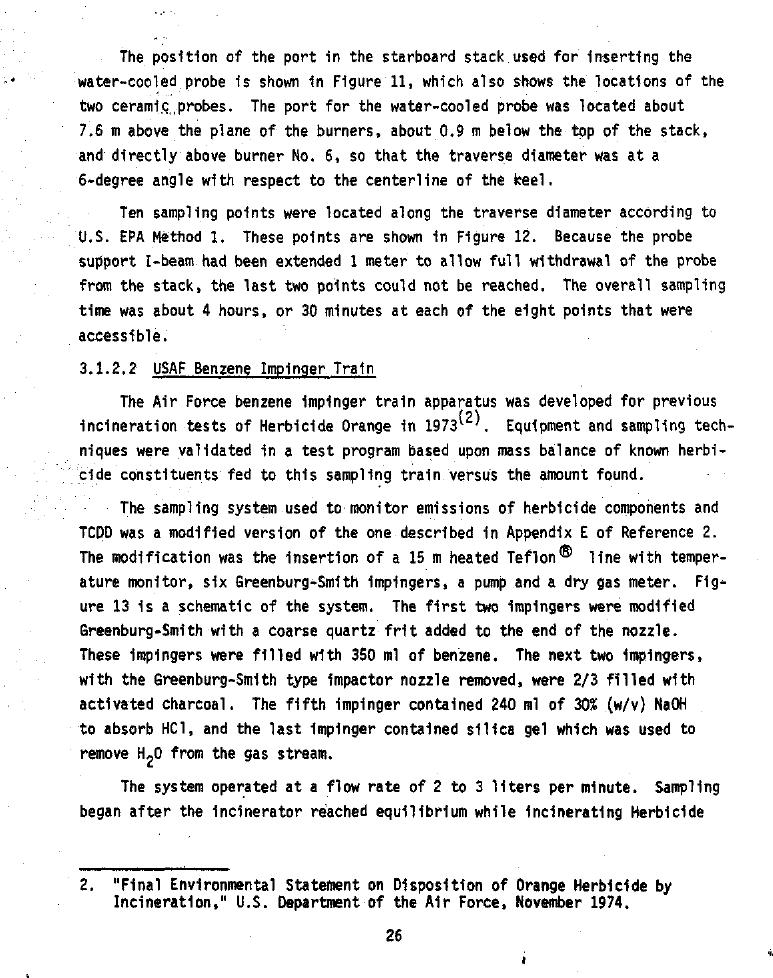 The position of the port in the starboard stack used for inserting the
water-cooled probe is shown in Figure 11, which also shows the locations of the
two ceramic probes. The port for the water-cooled probe was located about
7.6 m above the plane of the burners, about 0.9 m below the top of the stack,
and directly above burner No. 6, so that the traverse diameter was at a
6-degree angle with respect to the centerline of the keel.
Ten sampling points were located along the traverse diameter according to
U.S. EPA Method 1. These points are shown in Figure 12. Because the probe
support I-beam had been extended 1 meter to allow full withdrawal of the probe
from the stack, the last two points could not be reached. The overall sampling
time was about 4 hours, or 30 minutes at each of the eight points that were
accessible.
3.1.2.2 USAF Benzene Impinger Train
The Air Force benzene impinger train apparatus was developed for previous
incineration tests of Herbicide Orange in 1973(2). Equipment and sampling tech-
niques were validated in a test program based upon mass balance of known herbi-
cide constituents fed to this sampling train versus the amount found.
The sampling system used to monitor emissions of herbicide components and
TCDD was a modified version of the one described in Appendix E of Reference 2.
The modification was the insertion of a 15 m heated Teflon® line with temper-
ature monitor, six Greenburg-Smith impingers, a pump and a dry gas meter. Fig-
ure 13 is a schematic of the system. The first two impingers were modified
Greenburg-Smith with a coarse quartz frit added to the end of the nozzle.
These impingers were filled with 350 ml of benzene. The next two impingers,
with the Greenburg-Smith type impactor nozzle removed, were 2/3 filled with
activated charcoal. The fifth impinger contained 240 ml of 30% (w/v) NaOH
to absorb HCl, and the last impinger contained silica gel which was used to
remove H2O from the gas stream.
The system operated at a flow rate of 2 to 3 liters per minute. Sampling
began after the incinerator reached equilibrium while incinerating Herbicide
2. "Final Environmental Statement on Disposition of Orange Herbicide by
Incineration," U.S. Department of the Air Force, November 1974.
26